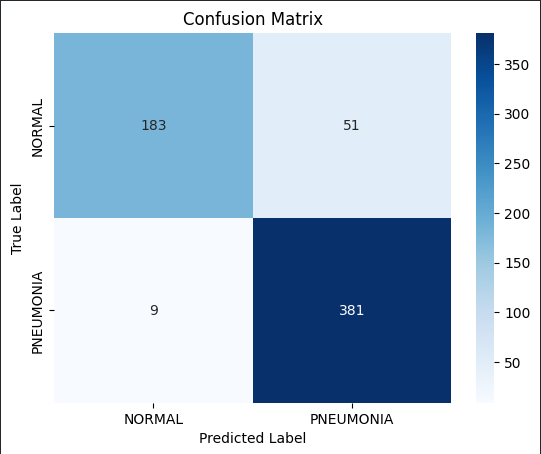 Confusion Matrix
True Label
NORMAL
183
51
PNEUMONIA
9
381
NORMAL
PNEUMONIA
Predicted Label
350
300
250
200
150
100
50